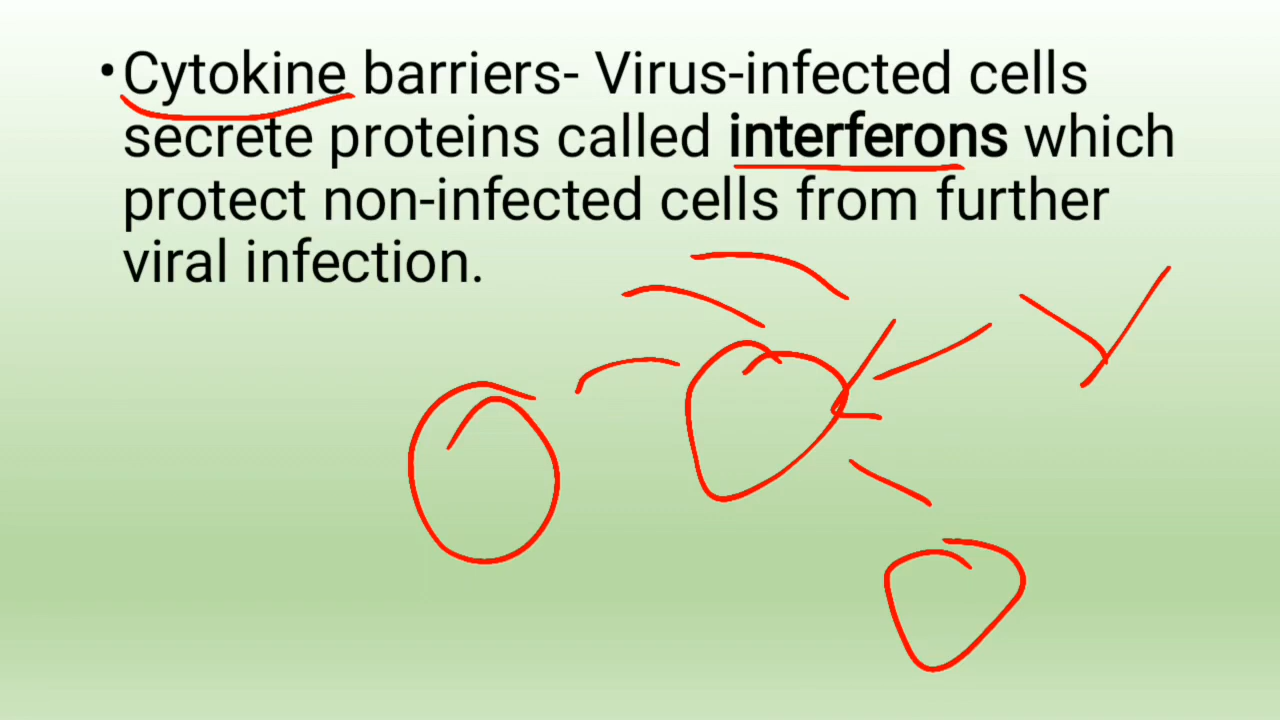 •Cytokine barriers- Virus-infected cells
secrete proteins called interferons which
protect non-infected cells from further
viral infection.